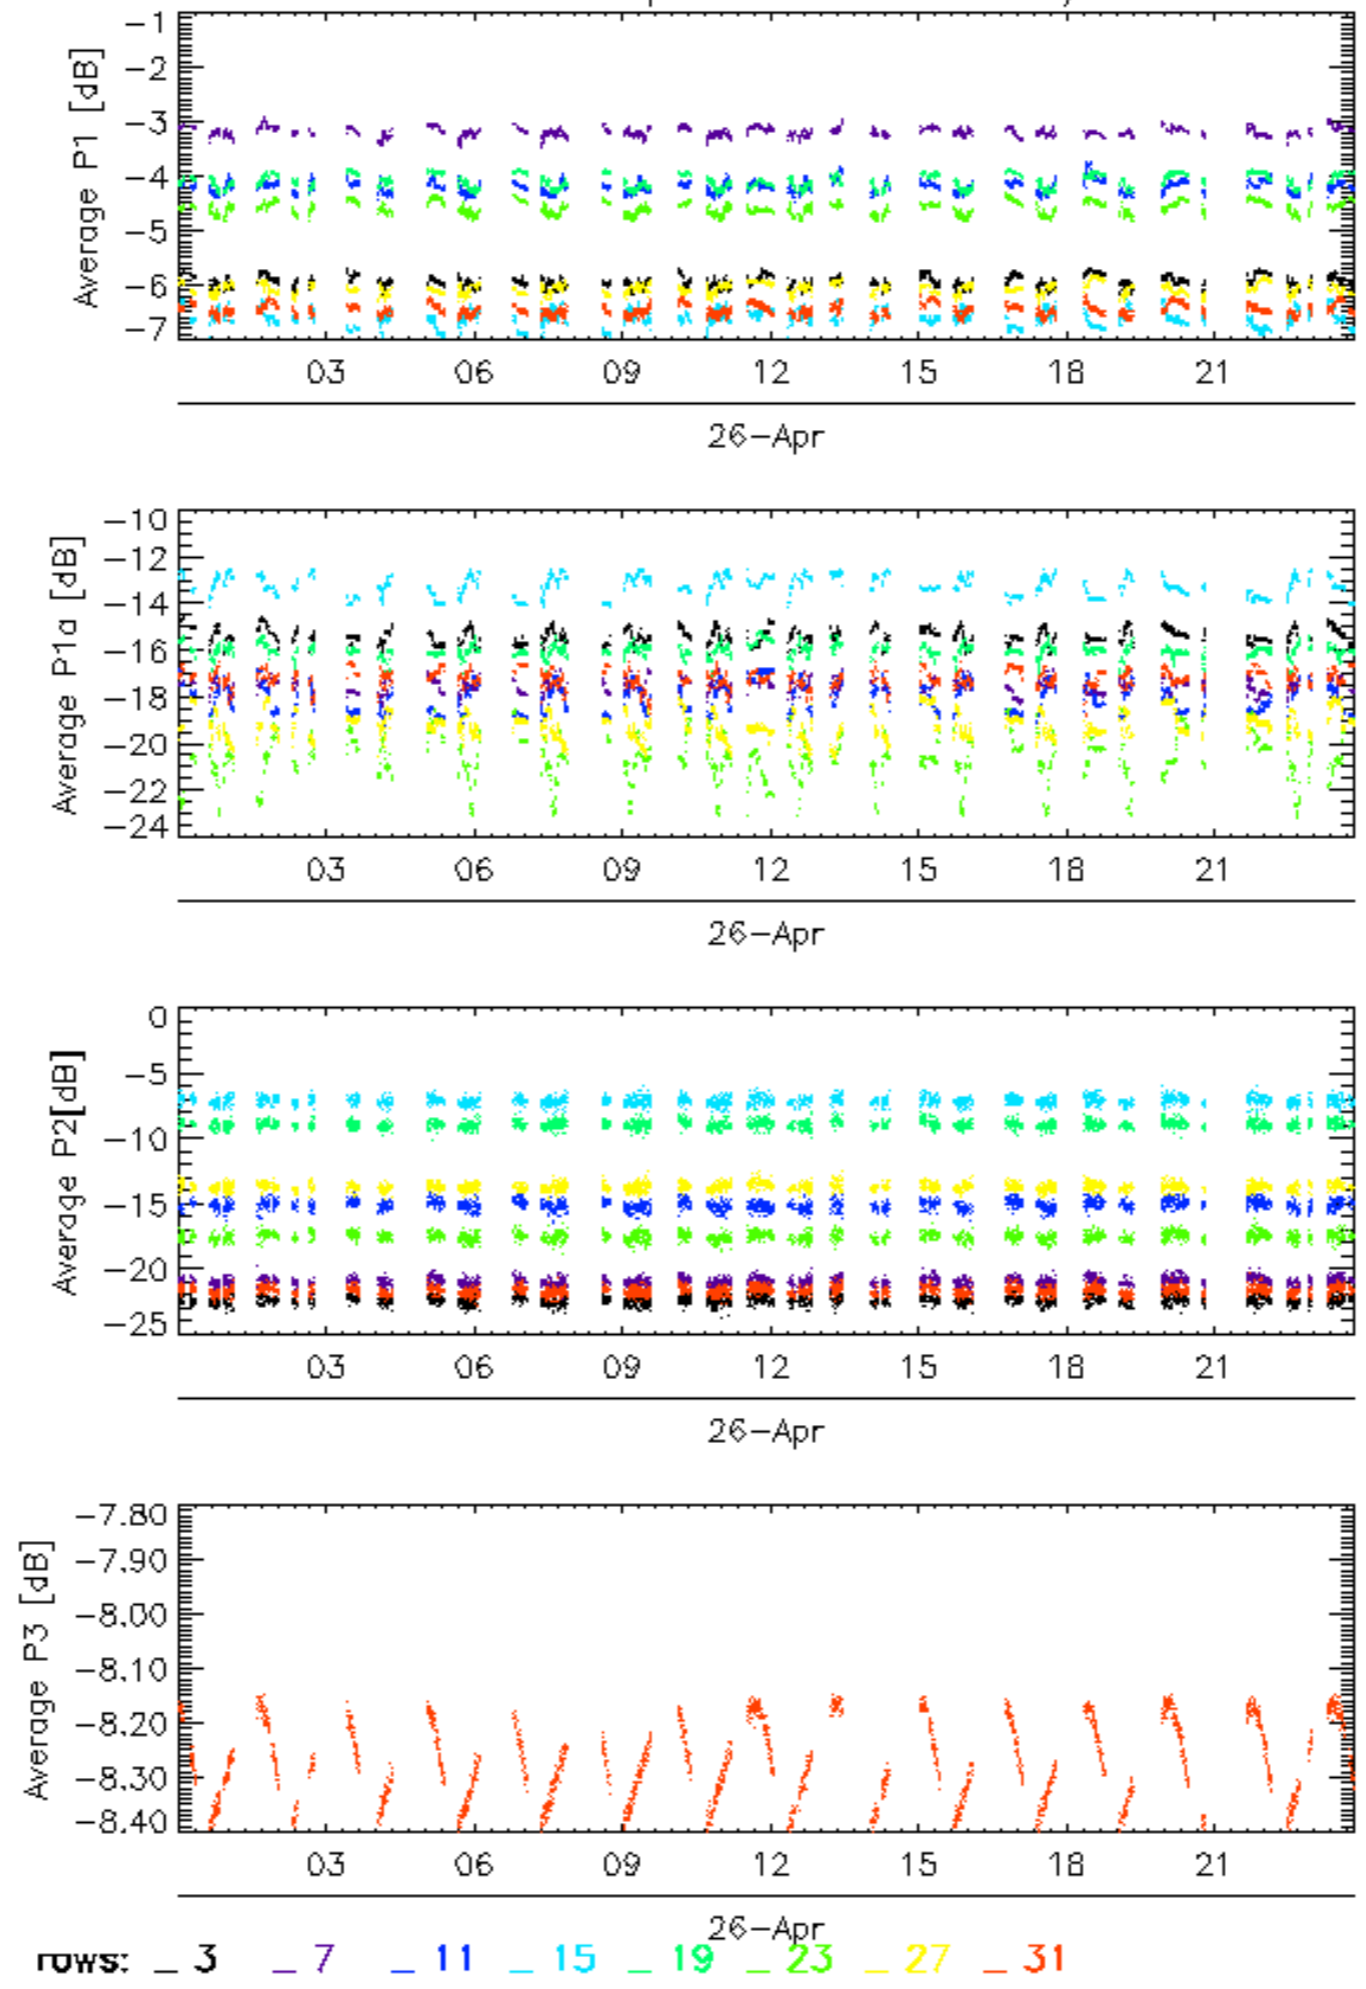 -1
-2
-3
-4
-5
-6
-7
Average P1 [dB]
03 06 09 12 15 18 21
26-Apr
-10
-12
-14
-16
-18
-20
-22
-24
Average P1a [dB]
03 06 09 12 15 18 21
26-Apr
0
-5
-10
-15
-20
-25
Average P2[dB]
03 06 09 12 15 18 21
26-Apr
-7.80
-7.90
-8.00
-8.10
-8.20
-8.30
-8.40
Average P3 [dB]
03 06 09 12 15 18 21
26-Apr
rows: _ 3 _ 7 _ 11 _ 15 _ 19 _ 23 _ 27 _ 31